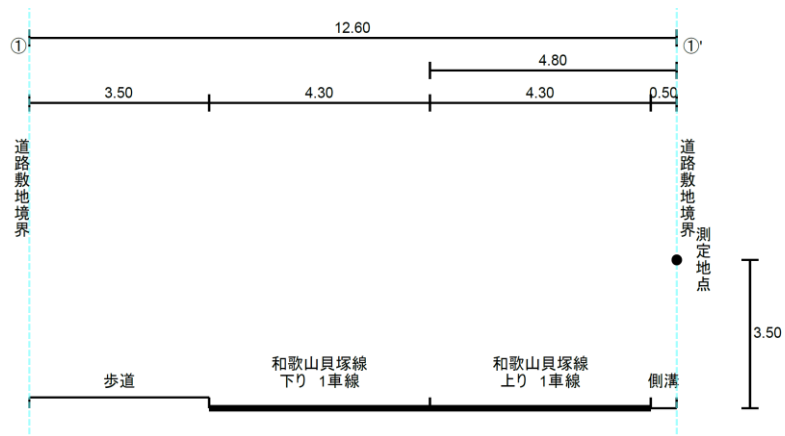 12.60
① ①'
4.80
3.50 4.30 4.30 0.50
道路敷地境界
道路敷地境界
測定地点
3.50
歩道
和歌山貝塚線
下り 1車線
和歌山貝塚線
上り 1車線
側溝